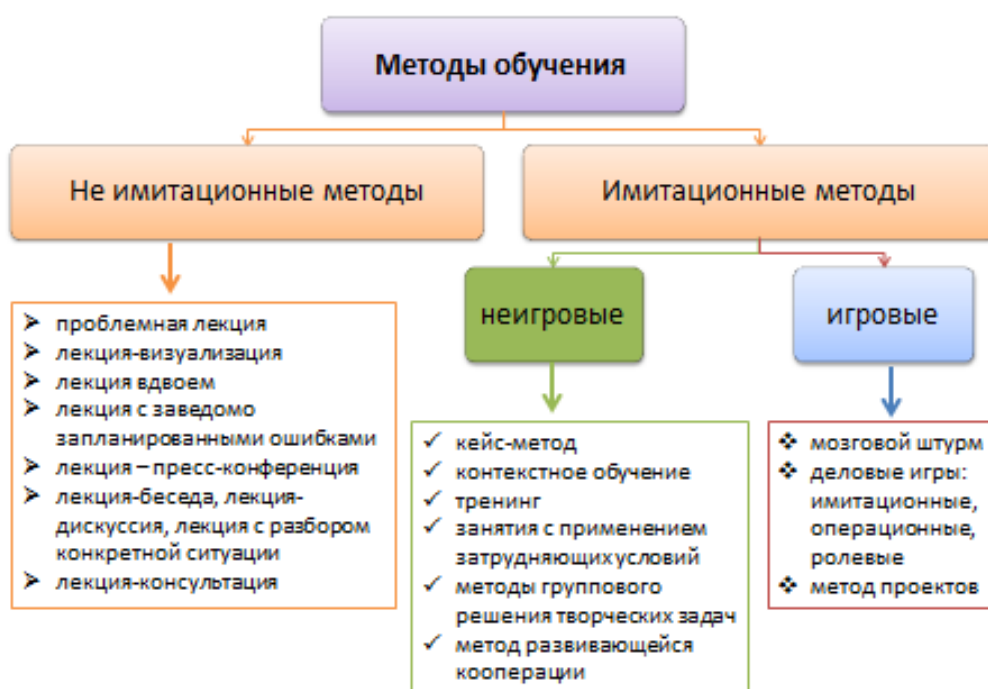 Методы обучения
Не имитационные методы
Имитационные методы
неигровые
игровые
проблемная лекция
лекция-визуализация
лекция вдвоем
лекция с заведомо
запланированными ошибками
лекция – пресс-конференция
лекция-беседа, лекция-
дискуссия, лекция с разбором
конкретной ситуации
лекция-консультация
кейс-метод
контекстное обучение
тренинг
занятия с применением
затрудняющих условий
методы группового
решения творческих задач
метод развивающейся
кооперации
мозговой штурм
деловые игры:
имитационные,
операционные,
ролевые
метод проектов